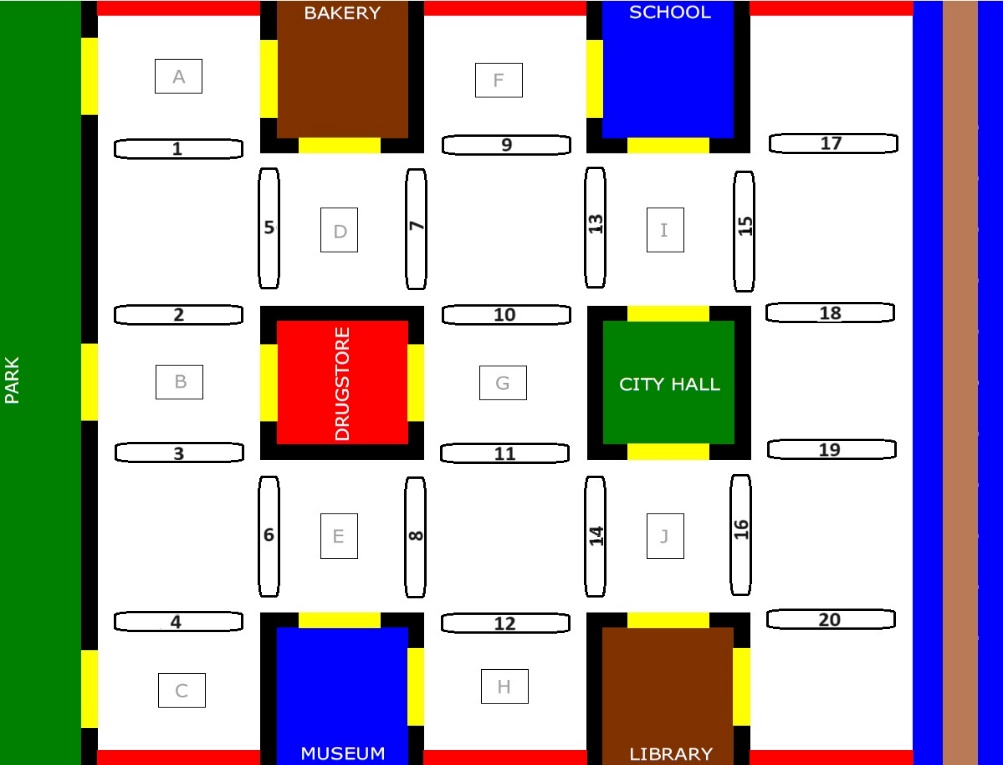 BAKERY
SCHOOL
A
F
1
9
17
5
D
7
13
I
15
2
10
18
PARK
B
DRUGSTORE
G
CITY HALL
3
11
19
6
E
8
14
J
16
4
12
20
C
H
MUSEUM
LIBRARY